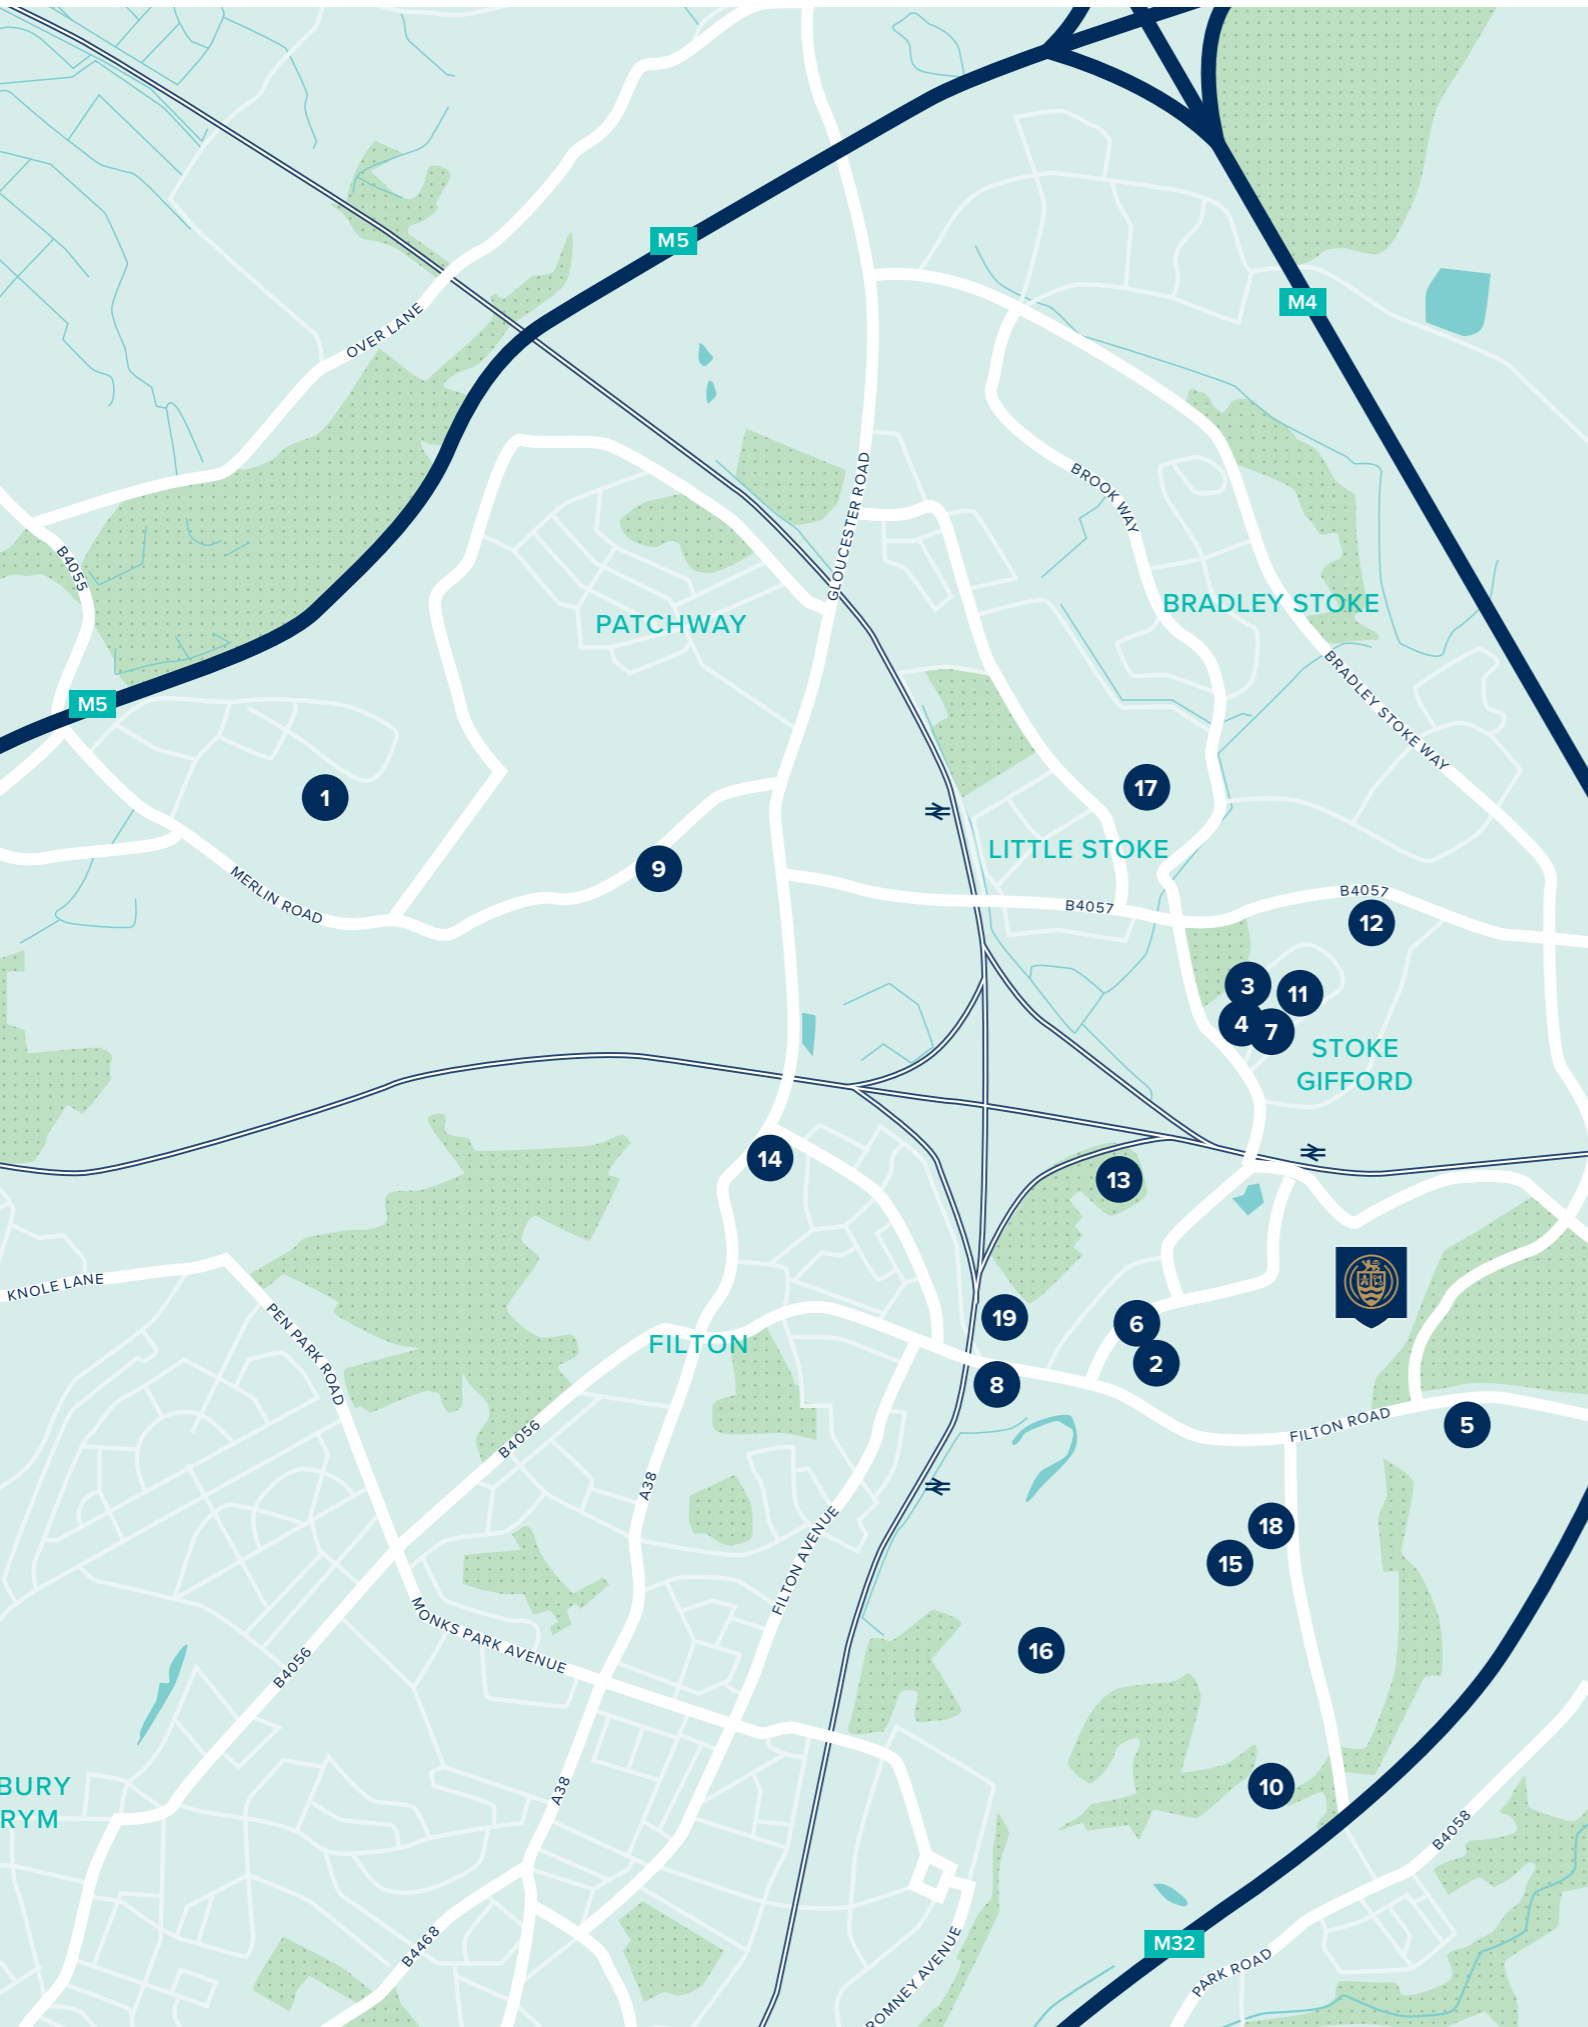 M5
M4
OVER LANE
GLOUCESTER ROAD
BROOK WAY
B4055
PATCHWAY
BRADLEY STOKE
M5
BRADLEY STOKE WAY
1
17
LITTLE STOKE
9
MERLIN ROAD
B4057
B4057
12
3
11
4
7
STOKE
GIFFORD
14
13
KNOLE LANE
PEN PARK ROAD
19
6
FILTON
2
8
FILTON ROAD
5
B4056
A38
FILTON AVENUE
18
15
MONKS PARK AVENUE
16
B4056
BURY
RYM
A38
10
B4058
B4468
M32
PARK ROAD
ROMNEY AVENUE